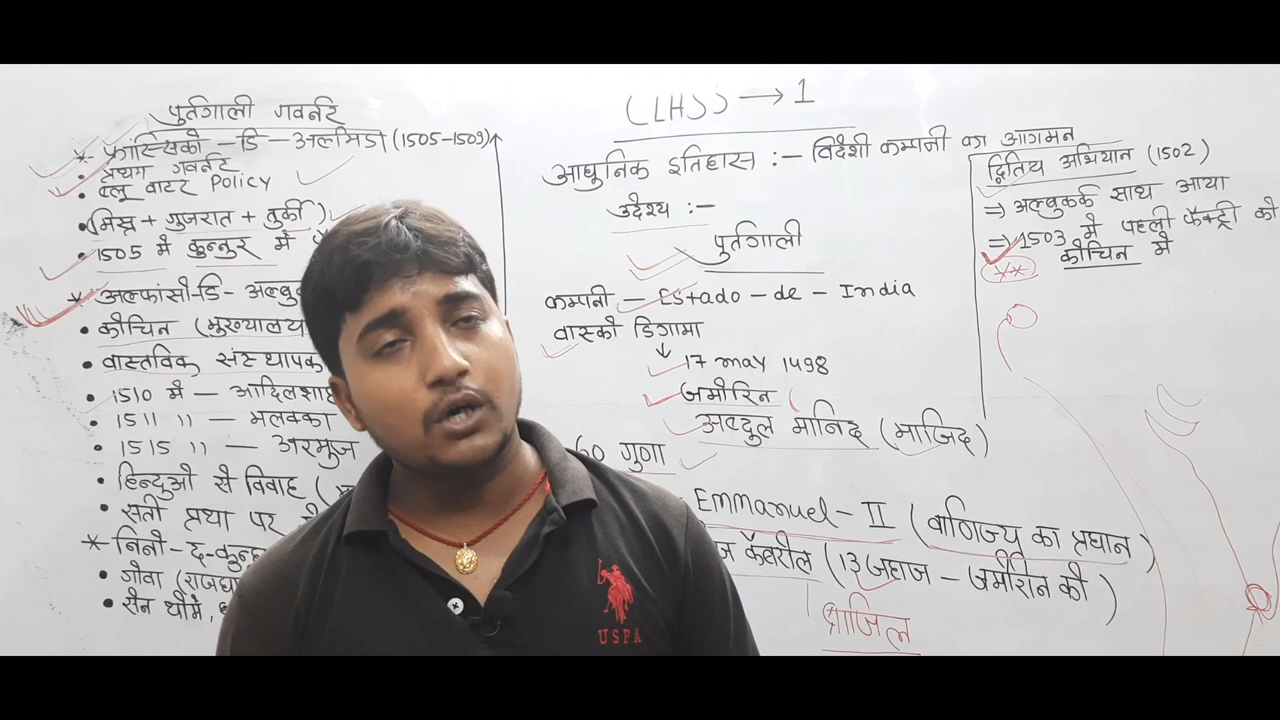 पुर्तगाली गवर्नर
* फ्रांन्सिको - डि - अल्मिडा (1505-1509)
• प्रथम गवर्नर
• ब्लू वाटर Policy
• (मिस्र + गुजरात + तुर्की)
• 1505 में कुन्नुर में
* अल्फांसो-डि-अल्बु
• कोचिन (मुख्यालय
• वास्तविक संस्थापक
• 1510 में — आदिलशाह
• 1511 " — मलक्का
• 1515 " — अरमुज
• हिन्दुओ से विवाह (
• सती प्रथा पर
* निनो-द-कुन्हा
• गोवा (राजधा
• सेन थोमे,
(LHS) → 1
आधुनिक इतिहास :- विदेशी कम्पनी का आगमन
उदेश्य :-
पुर्तगाली
कम्पनी - Estado - de - India
वास्को डिगामा
↓
17 may 1498
जमोरिन (
अब्दुल मानिद (माजिद)
60 गुणा
Emmanuel - II (वाणिज्य का प्रधान)
कैब्रील (13 जहाज - जमोरिन को)
ब्राजिल
द्वितिय अभियान (1502)
⇒ अल्बुकर्क साथ आया
⇒ 1503 में पहली फॅक्ट्री को
कोचिन में
**
USPA